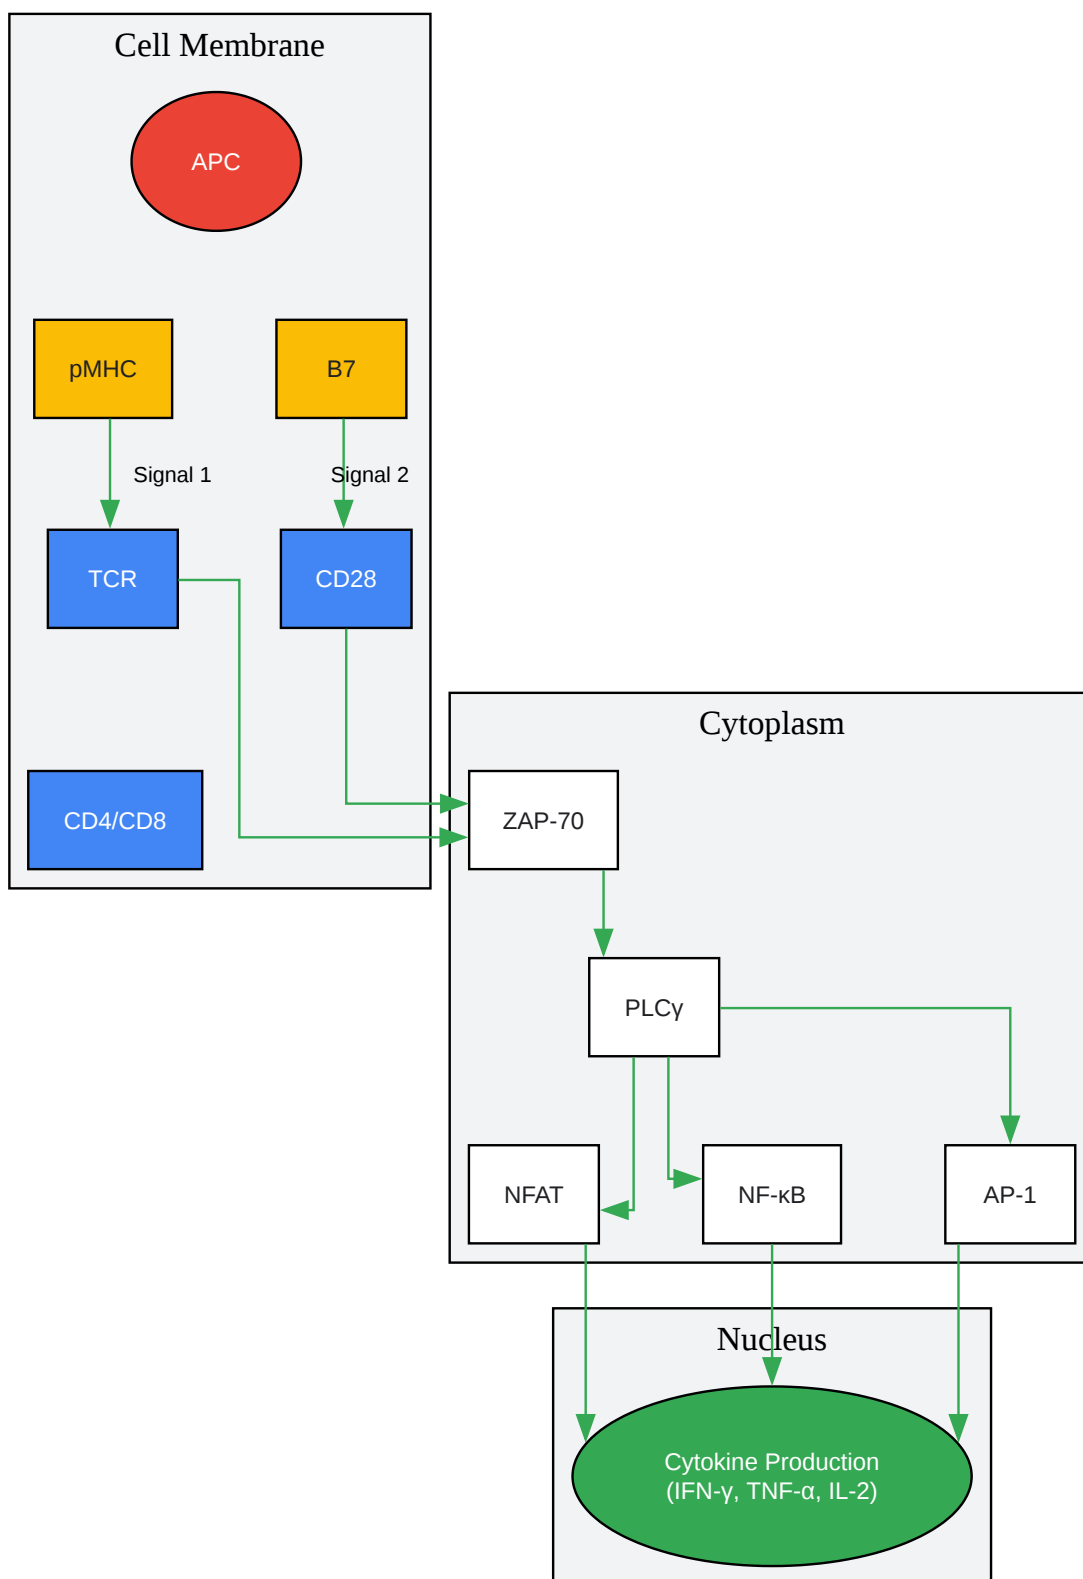 Cell Membrane
APC
pMHC
B7
Signal 1
Signal 2
TCR
CD28
Cytoplasm
CD4/CD8
ZAP-70
PLCγ
NFAT
NF-κB
AP-1
Nucleus
Cytokine Production
(IFN-γ, TNF-α, IL-2)